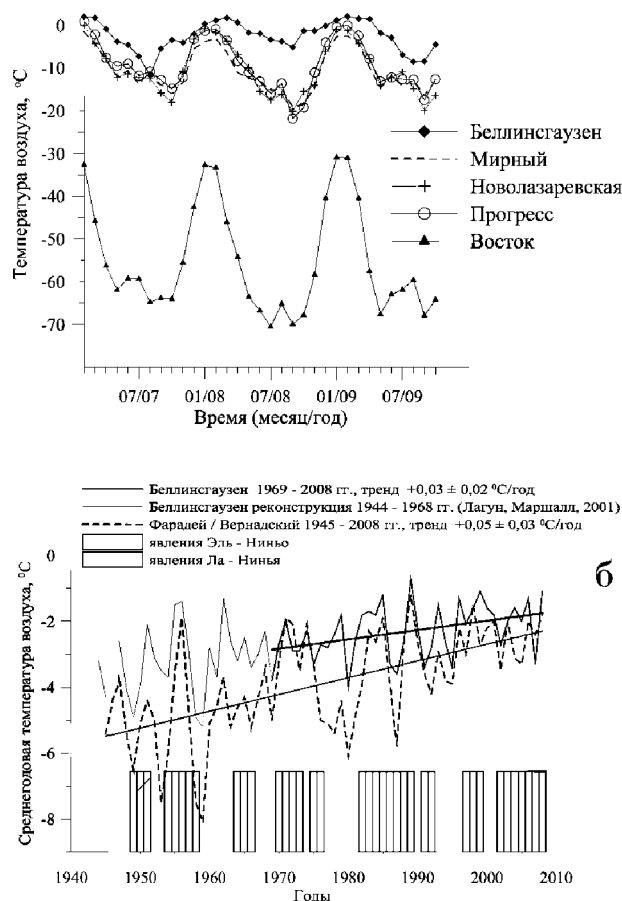 0
-10
-20
-30
-40
-50
-60
-70
Температура воздуха, °С
Беллинсгаузен
Мирный
Новолазаревская
Прогресс
Восток
07/07 01/08 07/08 01/09 07/09
Время (месяц/год)
Беллинсгаузен 1969 - 2008 гг., тренд +0,03 ± 0,02 ⁰С/год
Беллинсгаузен реконструкция 1944 - 1968 гг. (Лагун, Маршалл, 2001)
Фарадей / Вернадский 1945 - 2008 гг., тренд +0,05 ± 0,03 ⁰С/год
явления Эль - Ниньо
явления Ла - Нинья
б
0
-2
-4
-6
-8
Среднегодовая температура воздуха, ⁰С
1940 1950 1960 1970 1980 1990 2000 2010
Годы